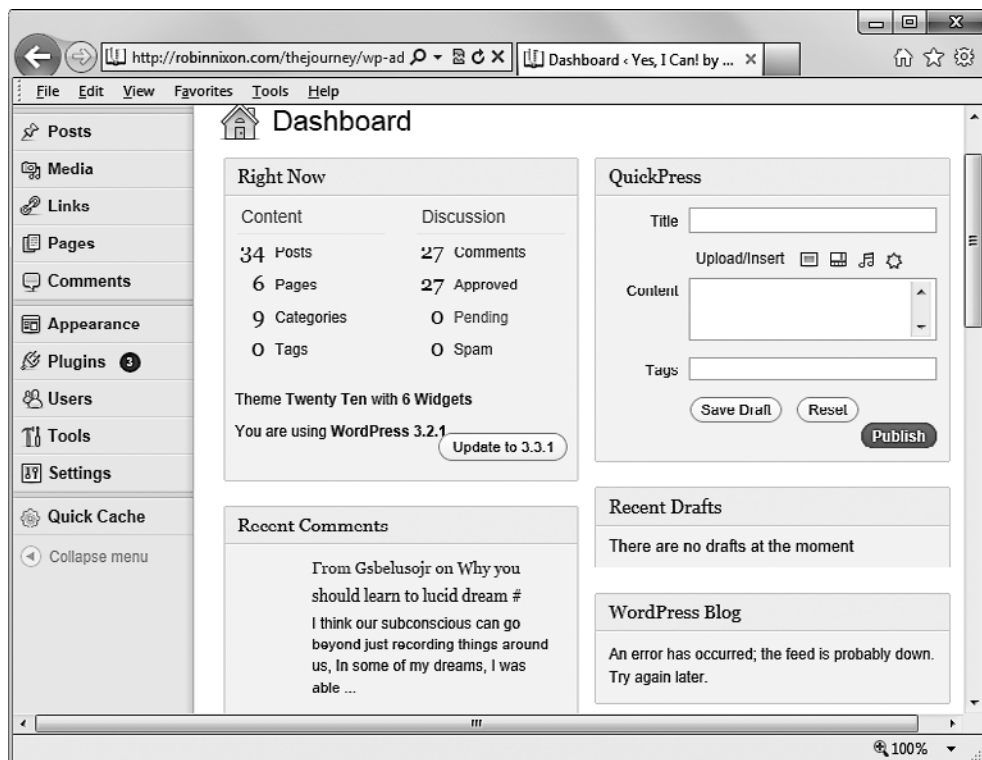 http://robinnixon.com/thejourney/wp-ad
Dashboard ‹ Yes, I Can! by ...
File Edit View Favorites Tools Help
Posts
Media
Links
Pages
Comments
Appearance
Plugins 3
Users
Tools
Settings
Quick Cache
Collapse menu
Dashboard
Right Now
Content Discussion
34 Posts 27 Comments
6 Pages 27 Approved
9 Categories 0 Pending
0 Tags 0 Spam
Theme Twenty Ten with 6 Widgets
You are using WordPress 3.2.1
Update to 3.3.1
Recent Comments
From Gsbelusojr on Why you
should learn to lucid dream #
I think our subconscious can go
beyond just recording things around
us, In some of my dreams, I was
able ...
QuickPress
Title
Upload/Insert
Content
Tags
Save Draft Reset
Publish
Recent Drafts
There are no drafts at the moment
WordPress Blog
An error has occurred; the feed is probably down.
Try again later.
100%